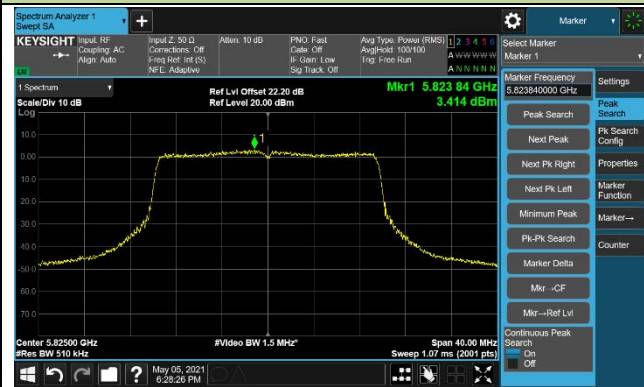 Spectrum Analyzer 1
Swept SA
+
Marker
KEYSIGHT
Input: RF
Coupling: AC
Align: Auto
Input Z: 50 Ω
Corrections: Off
Freq Ref: Int (S)
NFE: Adaptive
Atten: 10 dB
PNO: Fast
Gate: Off
IF Gain: Low
Sig Track: Off
Avg Type: Power (RMS)
Avg|Hold: 100/100
Trig: Free Run
1 2 3 4 5 6
A W W W W W
A N N N N N
LXI
Select Marker
Marker 1
1 Spectrum
Scale/Div 10 dB
Ref Lvl Offset 22.20 dB
Ref Level 20.00 dBm
Mkr1 5.823 84 GHz
3.414 dBm
Log
10.0
0.00
-10.0
-20.0
-30.0
-40.0
-50.0
-60.0
-70.0
1
Center 5.82500 GHz
#Res BW 510 kHz
#Video BW 1.5 MHz*
Span 40.00 MHz
Sweep 1.07 ms (2001 pts)
Marker Frequency
5.823840000 GHz
Peak Search
Next Peak
Next Pk Right
Next Pk Left
Minimum Peak
Pk-Pk Search
Marker Delta
Mkr→CF
Mkr→Ref Lvl
Continuous Peak
Search
On
Off
Settings
Peak
Search
Pk Search
Config
Properties
Marker
Function
Marker→
Counter
?
May 05, 2021
6:28:26 PM